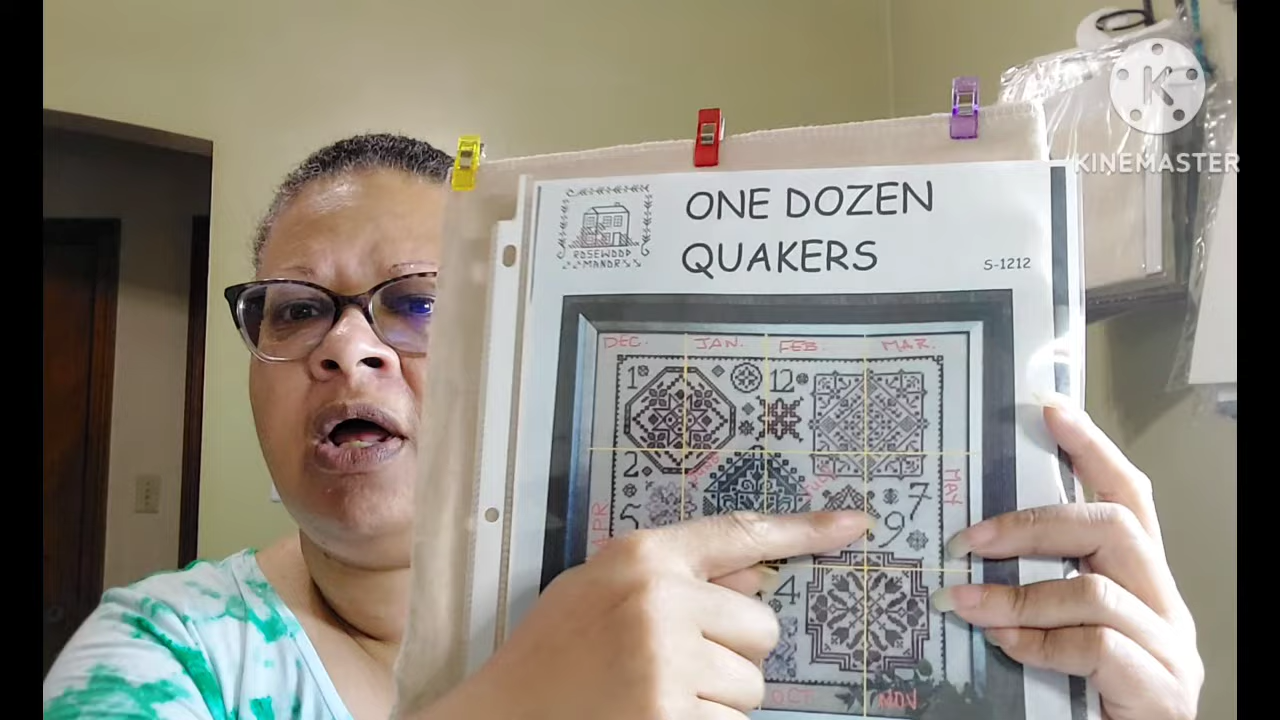 KINEMASTER
ONE DOZEN
QUAKERS
ROSEWOOD
MANOR
S-1212
DEC. JAN. FEB. MAR.
1 12
2
MAY
7
5
APR
9
4
OCT NOV